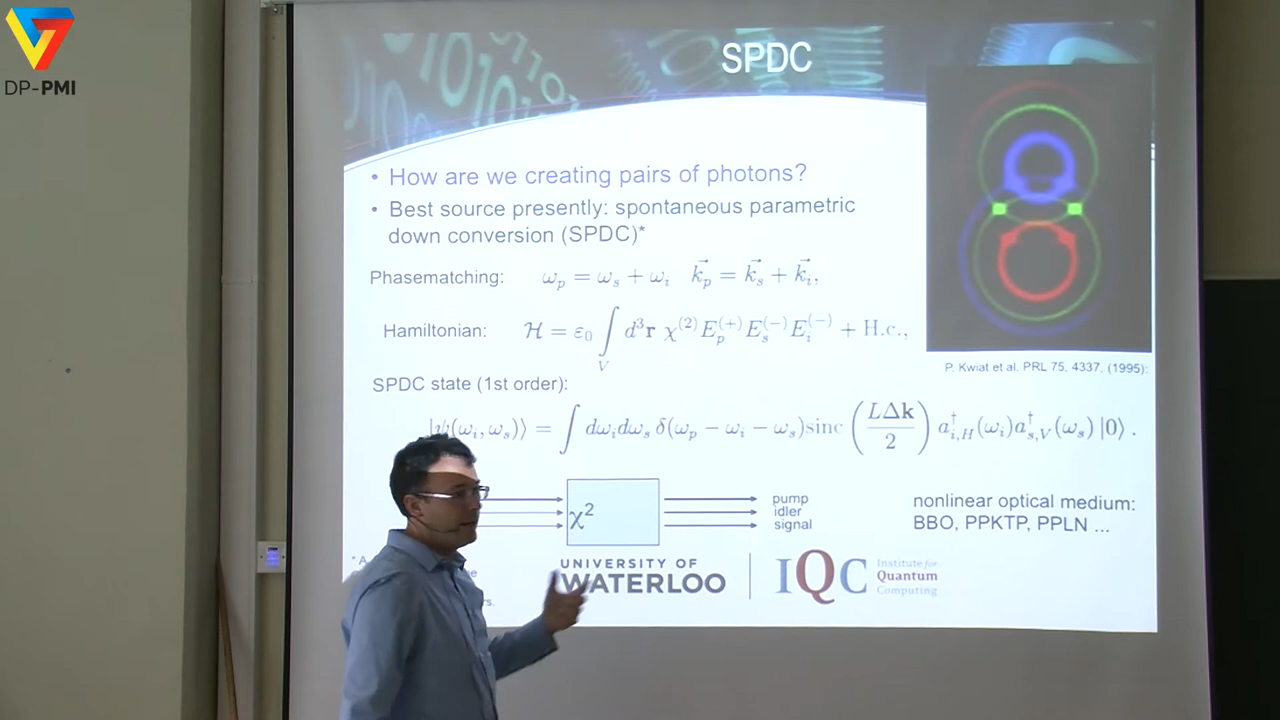 DP-PMI
SPDC
• How are we creating pairs of photons?
• Best source presently: spontaneous parametric
down conversion (SPDC)*
Phasematching: ω_p = ω_s + ω_i k⃗_p = k⃗_s + k⃗_i,
Hamiltonian: ℋ = ε₀ ∫_V d³r χ⁽²⁾E_p⁽⁺⁾E_s⁽⁻⁾E_i⁽⁻⁾ + H.c.,
P. Kwiat et al. PRL 75, 4337, (1995):
SPDC state (1st order):
|ψ(ω_i, ω_s)⟩ = ∫ dω_i dω_s δ(ω_p − ω_i − ω_s)sinc (LΔk/2) a†_{i,H}(ω_i)a†_{s,V}(ω_s) |0⟩.
χ²
pump
idler
signal
nonlinear optical medium:
BBO, PPKTP, PPLN ...
UNIVERSITY OF
WATERLOO
IQC
Institute for
Quantum
Computing